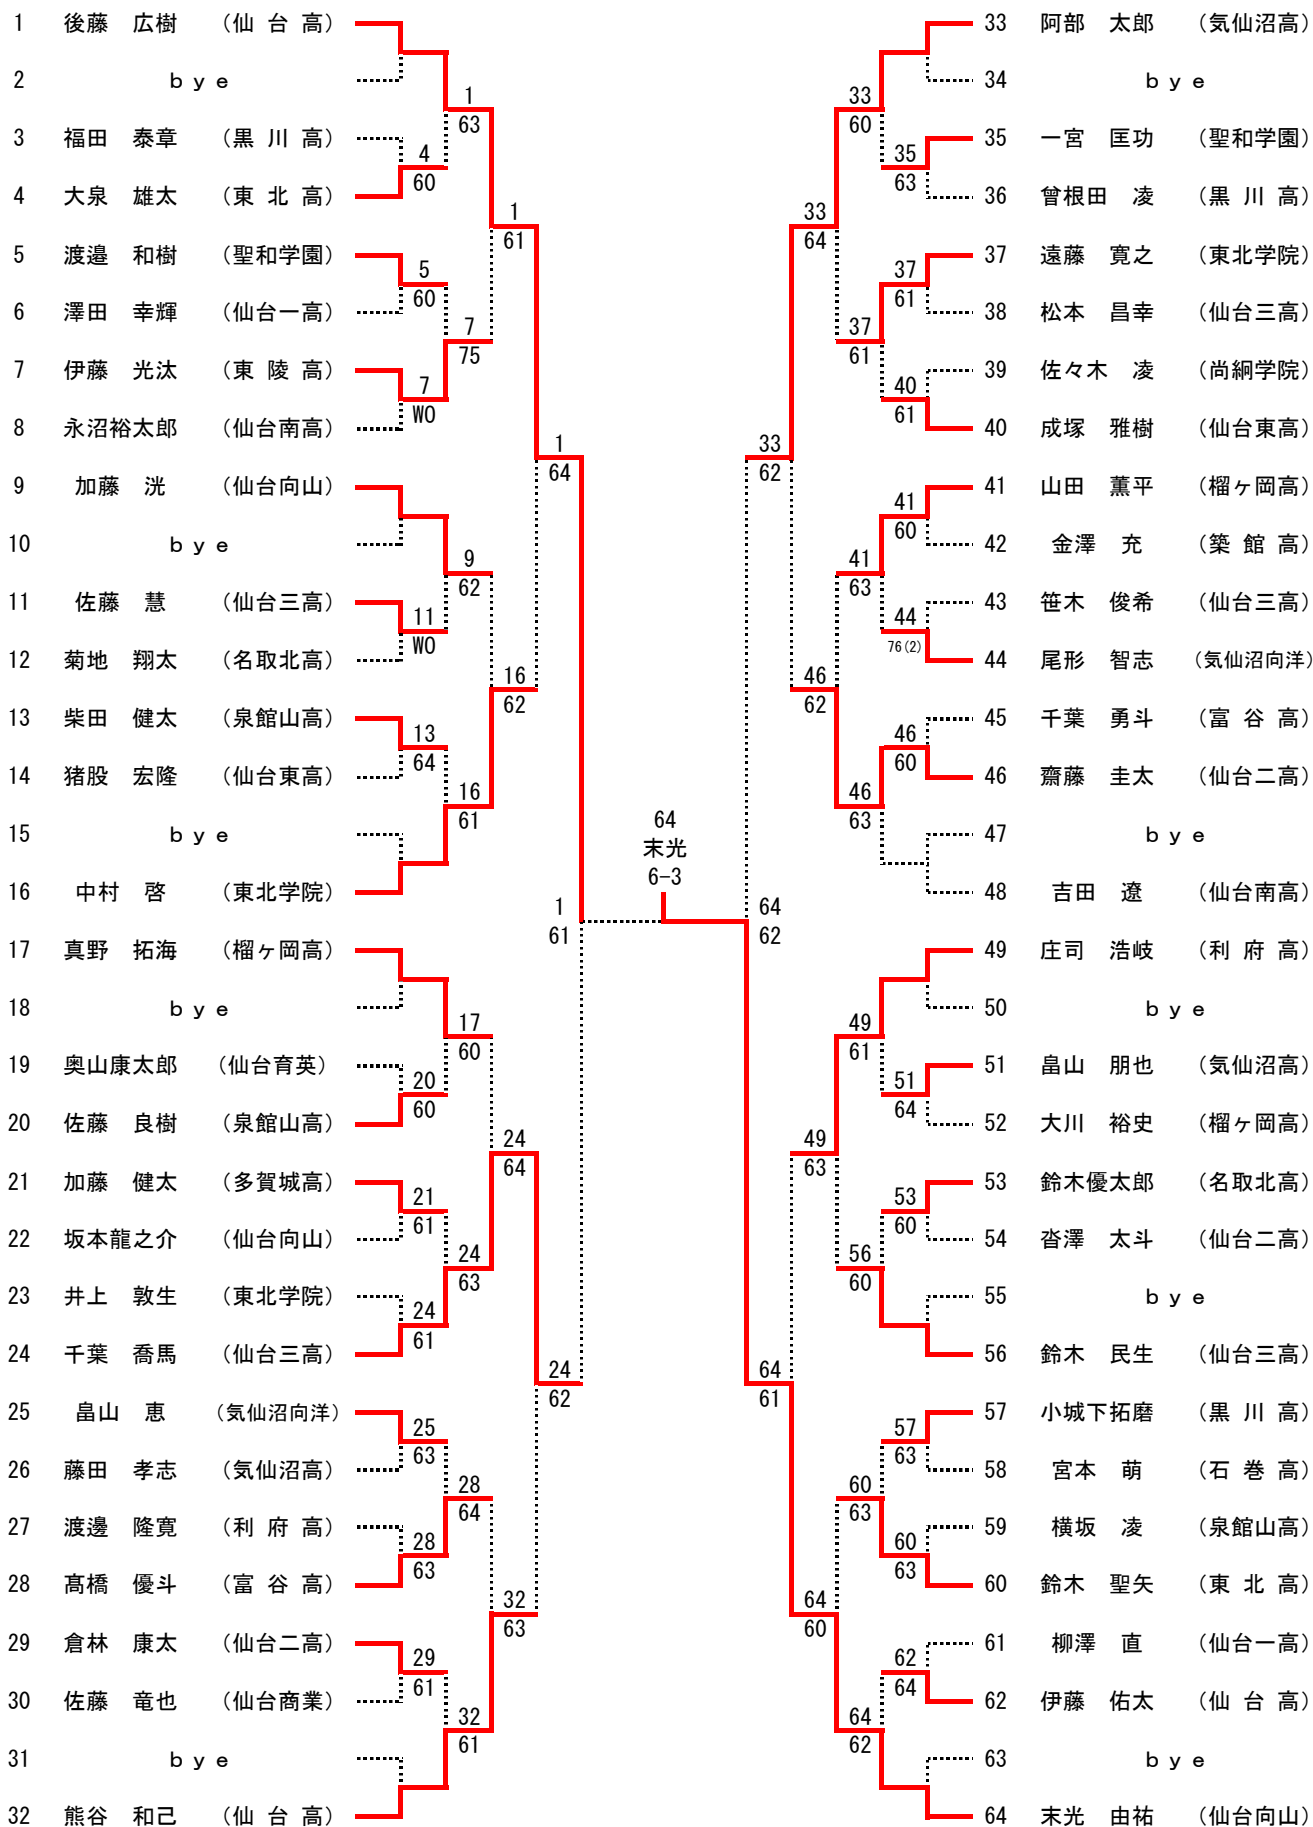 1 後藤 広樹 (仙 台 高)
2 bye
1
63
3 福田 泰章 (黒 川 高)
4
60
4 大泉 雄太 (東 北 高)
1
61
5 渡邉 和樹 (聖和学園)
5
60
6 澤田 幸輝 (仙台一高)
7
75
7 伊藤 光汰 (東 陵 高)
7
WO
8 永沼裕太郎 (仙台南高)
1
64
9 加藤 洸 (仙台向山)
10 bye
9
62
11 佐藤 慧 (仙台三高)
11
WO
12 菊地 翔太 (名取北高)
16
62
13 柴田 健太 (泉館山高)
13
64
14 猪股 宏隆 (仙台東高)
16
61
15 bye
16 中村 啓 (東北学院)
1
61
17 真野 拓海 (榴ヶ岡高)
18 bye
17
60
19 奥山康太郎 (仙台育英)
20
60
20 佐藤 良樹 (泉館山高)
24
64
21 加藤 健太 (多賀城高)
21
61
22 坂本龍之介 (仙台向山)
24
63
23 井上 敦生 (東北学院)
24
61
24 千葉 喬馬 (仙台三高)
24
62
25 畠山 恵 (気仙沼向洋)
25
63
26 藤田 孝志 (気仙沼高)
28
64
27 渡邊 隆寛 (利 府 高)
28
63
28 髙橋 優斗 (富 谷 高)
32
63
29 倉林 康太 (仙台二高)
29
61
30 佐藤 竜也 (仙台商業)
32
61
31 bye
32 熊谷 和己 (仙 台 高)
64
末光
6-3
33 阿部 太郎 (気仙沼高)
34 bye
33
60
35 一宮 匡功 (聖和学園)
35
63
36 曾根田 凌 (黒 川 高)
33
64
37 遠藤 寛之 (東北学院)
37
61
38 松本 昌幸 (仙台三高)
37
61
39 佐々木 凌 (尚絅学院)
40
61
40 成塚 雅樹 (仙台東高)
33
62
41 山田 薫平 (榴ヶ岡高)
41
60
42 金澤 充 (築 館 高)
41
63
43 笹木 俊希 (仙台三高)
44
76(2)
44 尾形 智志 (気仙沼向洋)
46
62
45 千葉 勇斗 (富 谷 高)
46
60
46 齋藤 圭太 (仙台二高)
46
63
47 bye
48 吉田 遼 (仙台南高)
64
62
49 庄司 浩岐 (利 府 高)
50 bye
49
61
51 畠山 朋也 (気仙沼高)
51
64
52 大川 裕史 (榴ヶ岡高)
49
63
53 鈴木優太郎 (名取北高)
53
60
54 沓澤 太斗 (仙台二高)
56
60
55 bye
56 鈴木 民生 (仙台三高)
64
61
57 小城下拓磨 (黒 川 高)
57
63
58 宮本 萌 (石 巻 高)
60
63
59 横坂 凌 (泉館山高)
60
63
60 鈴木 聖矢 (東 北 高)
64
60
61 柳澤 直 (仙台一高)
62
64
62 伊藤 佑太 (仙 台 高)
64
62
63 bye
64 末光 由祐 (仙台向山)